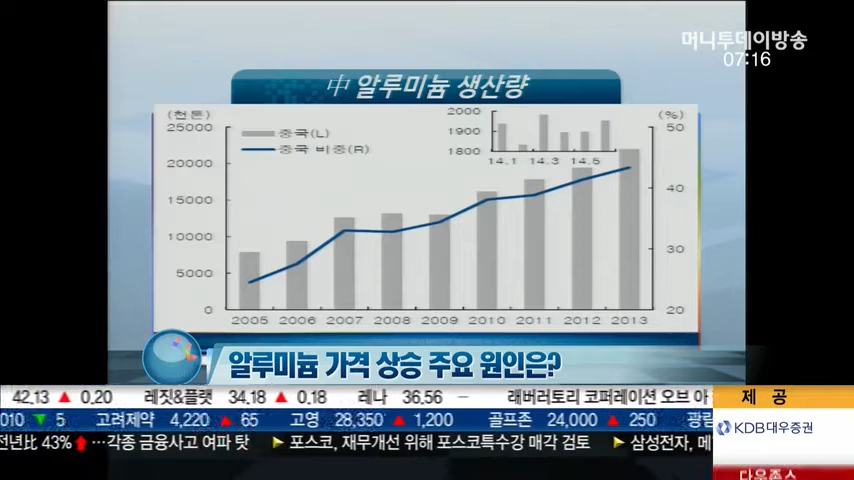 머니투데이방송
07:16
中 알루미늄 생산량
(천톤)
(%)
25000
20000
15000
10000
5000
0
중국(L)
중국 비중(R)
2000
1900
1800
14.1 14.3 14.5
50
40
30
20
2005 2006 2007 2008 2009 2010 2011 2012 2013
알루미늄 가격 상승 주요 원인은?
42,13 ▲ 0,20 레짓&플랫 34,18 ▲ 0.18 레나 36,56 – 래버러토리 코퍼레이션 오브 아
010 ▼ 5 고려제약 4,220 ▲ 65 고영 28,350 ▲ 1,200 골프존 24,000 ▲ 250 광림
전년比 43% ⬆ …각종 금융사고 여파 탓 ▶ 포스코, 재무개선 위해 포스코특수강 매각 검토 ▶ 삼성전자, 메
제 공
KDB대우증권
다우존스